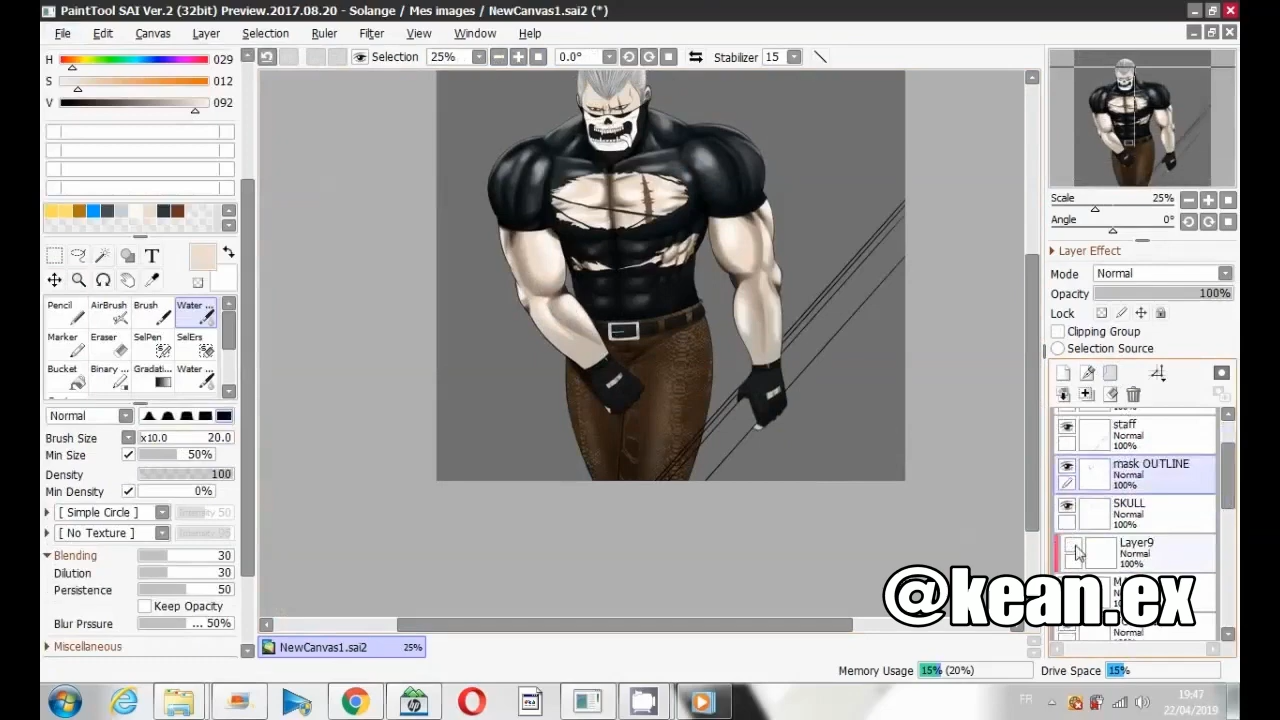 PaintTool SAI Ver.2 (32bit) Preview.2017.08.20 - Solange / Mes images / NewCanvas1.sai2 (*)
File Edit Canvas Layer Selection Ruler Filter View Window Help
H 029
S 012
V 092
Selection 25% 0.0° Stabilizer 15
T
Pencil AirBrush Brush Water ...
Marker Eraser SelPen SelErs
Bucket Binary ... Gradati... Water ...
Normal
Brush Size x10.0 20.0
Min Size 50%
Density 100
Min Density 0%
[ Simple Circle ]
[ No Texture ]
Blending 30
Dilution 30
Persistence 50
Keep Opacity
Blur Prssure ... 50%
Miscellaneous
NewCanvas1.sai2 25%
Scale 25%
Angle 0°
Layer Effect
Mode Normal
Opacity 100%
Lock
Clipping Group
Selection Source
staff
Normal
100%
mask OUTLINE
Normal
100%
SKULL
Normal
100%
Layer9
Normal
100%
@kean.ex
Memory Usage 15% (20%) Drive Space 15%
FR 19:47
22/04/2019